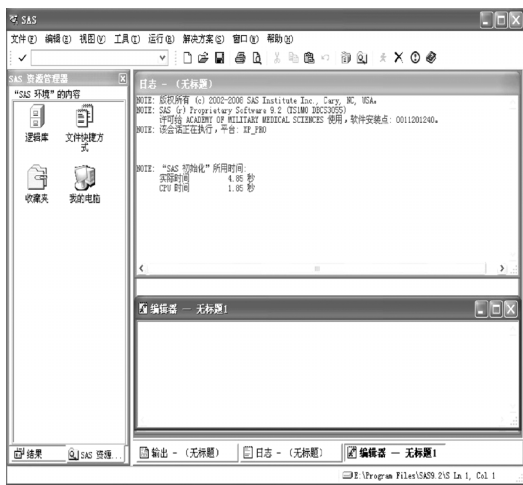 SAS
文件(F) 编辑(E) 视图(V) 工具(T) 运行(R) 解决方案(S) 窗口(W) 帮助(H)
SAS 资源管理器
“SAS 环境”的内容
逻辑库
文件快捷方式
收藏夹
我的电脑
日志 - (无标题)
NOTE: 版权所有 (c) 2002-2008 SAS Institute Inc., Cary, NC, USA。
NOTE: SAS (r) Proprietary Software 9.2 (TS1M0 DBCS3055)
许可给 ACADEMY OF MILITARY MEDICAL SCIENCES 使用，软件安装点: 0011201240。
NOTE: 该会话正在执行，平台: XP_PRO
NOTE: “SAS 初始化”所用时间:
实际时间 4.85 秒
CPU 时间 1.85 秒
编辑器 - 无标题1
结果
SAS 资源...
输出 - (无标题)
日志 - (无标题)
编辑器 - 无标题1
E:\Program Files\SAS9.2\S Ln 1, Col 1